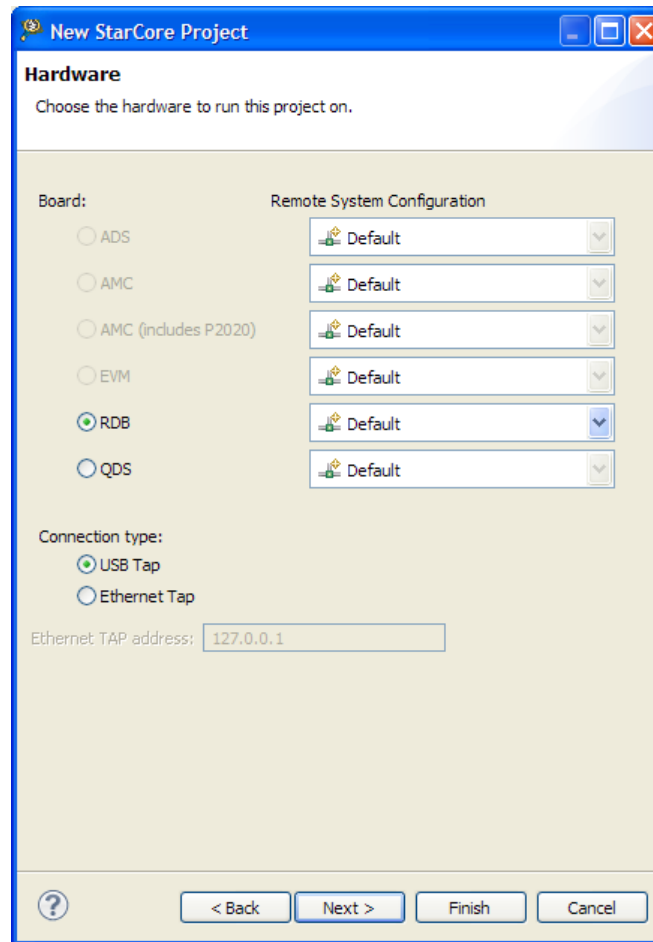 New StarCore Project
Hardware
Choose the hardware to run this project on.
Board: Remote System Configuration
ADS Default
AMC Default
AMC (includes P2020) Default
EVM Default
RDB Default
QDS Default
Connection type:
USB Tap
Ethernet Tap
Ethernet TAP address: 127.0.0.1
? < Back Next > Finish Cancel